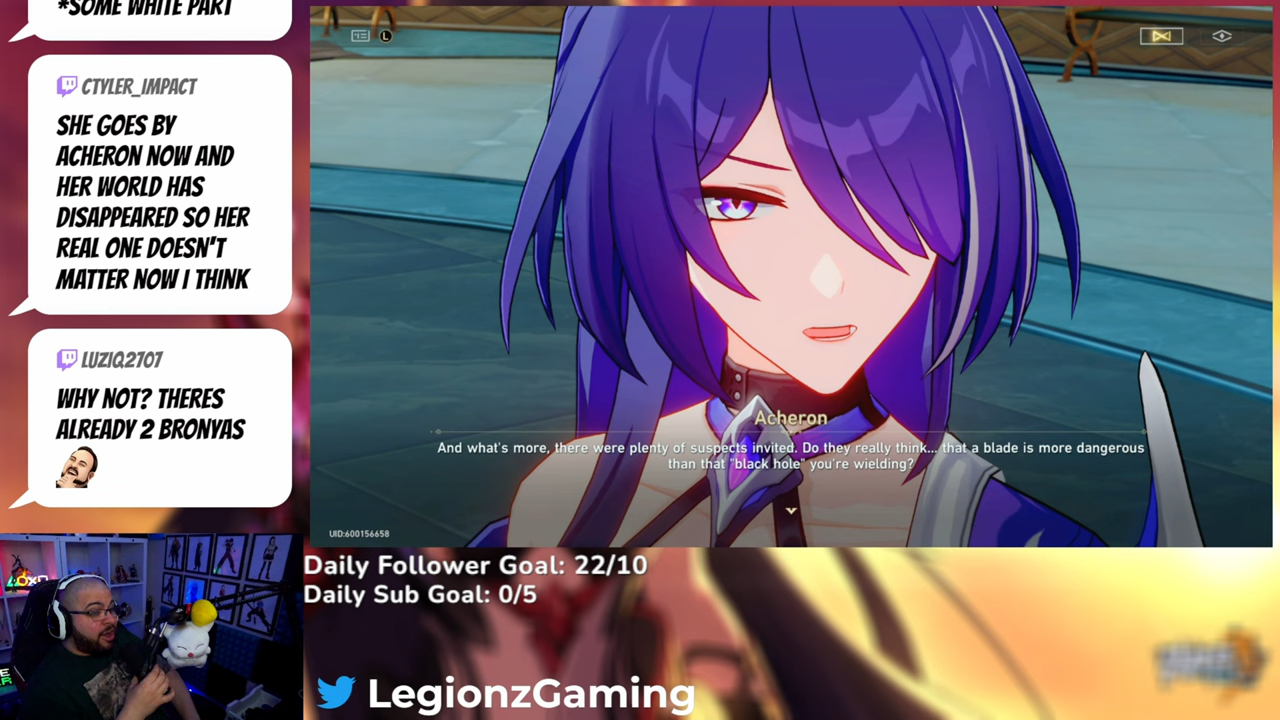 *SOME WHITE PART
CTYLER_IMPACT
SHE GOES BY
ACHERON NOW AND
HER WORLD HAS
DISAPPEARED SO HER
REAL ONE DOESN'T
MATTER NOW I THINK
LUZIQ2707
WHY NOT? THERES
ALREADY 2 BRONYAS
L
Acheron
And what's more, there were plenty of suspects invited. Do they really think... that a blade is more dangerous
than that "black hole" you're wielding?
UID:600156658
Daily Follower Goal: 22/10
Daily Sub Goal: 0/5
LegionzGaming